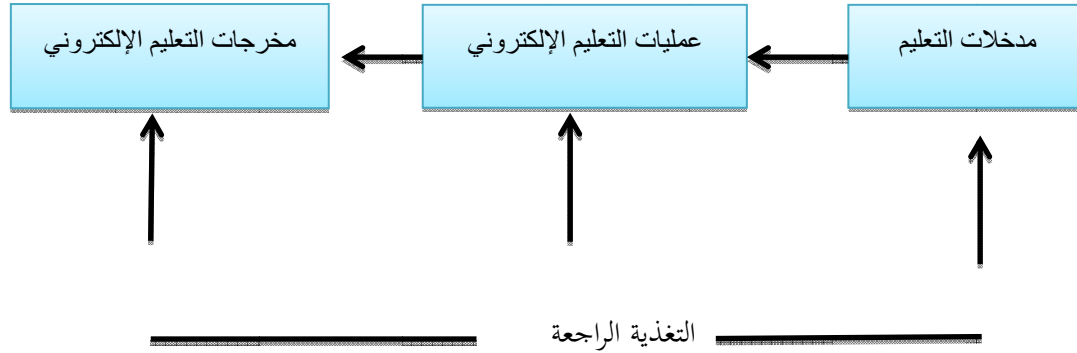 مدخلات التعليم
عمليات التعليم الإلكتروني
مخرجات التعليم الإلكتروني
التغذية الراجعة